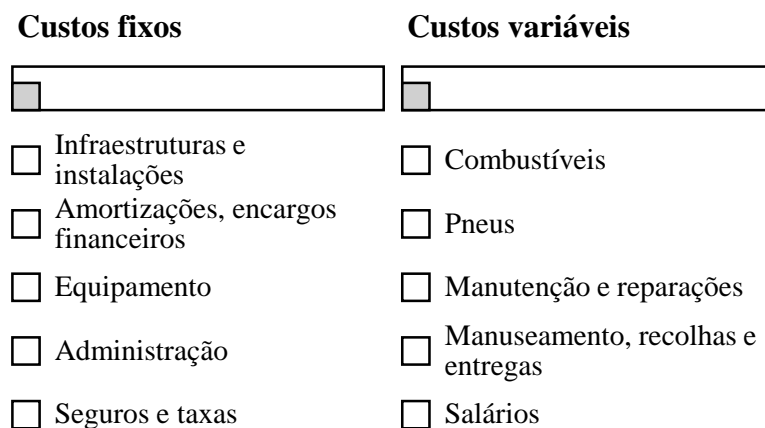 Custos fixos
Infraestruturas e
instalações
Amortizações, encargos
financeiros
Equipamento
Administração
Seguros e taxas
Custos variáveis
Combustíveis
Pneus
Manutenção e reparações
Manuseamento, recolhas e
entregas
Salários